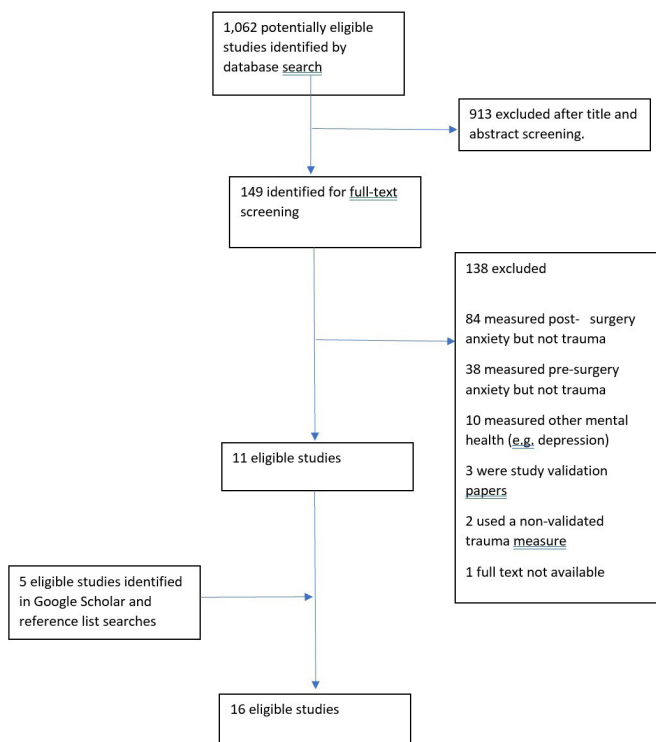 1,062 potentially eligible
studies identified by
database search
913 excluded after title and
abstract screening.
149 identified for full-text
screening
138 excluded
84 measured post- surgery
anxiety but not trauma
38 measured pre-surgery
anxiety but not trauma
10 measured other mental
health (e.g. depression)
3 were study validation
papers
2 used a non-validated
trauma measure
1 full text not available
11 eligible studies
5 eligible studies identified
in Google Scholar and
reference list searches
16 eligible studies